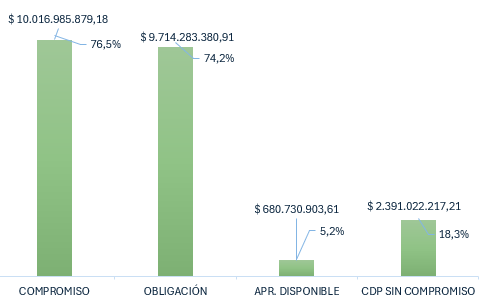 $ 10.016.985.879,18
76,5%
$ 9.714.283.380,91
74,2%
$ 680.730.903,61
5,2%
$ 2.391.022.217,21
18,3%
COMPROMISO
OBLIGACIÓN
APR. DISPONIBLE
CDP SIN COMPROMISO